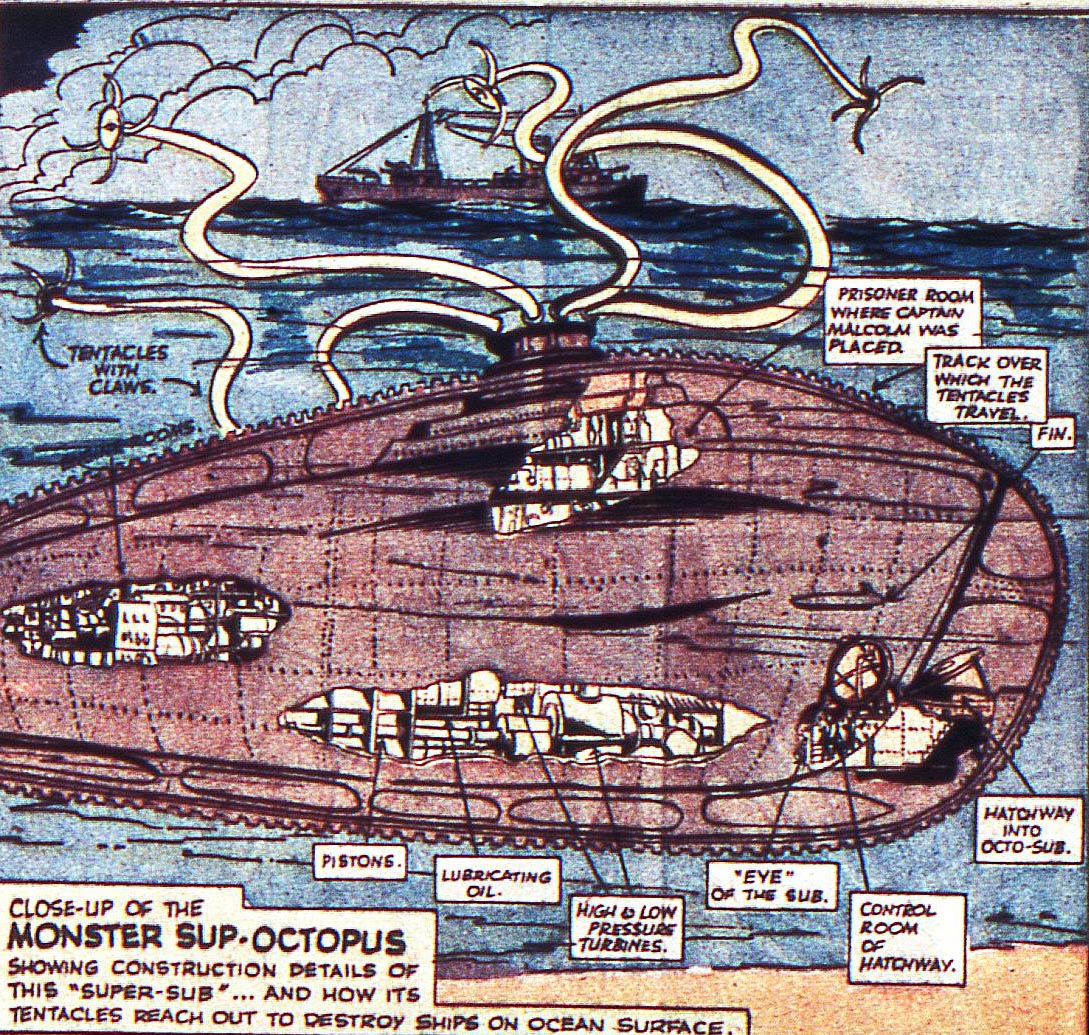 PRISONER ROOM
WHERE CAPTAIN
MALCOLM WAS
PLACED.
TRACK OVER
WHICH THE
TENTACLES
TRAVEL.
FIN.
TENTACLES
WITH
CLAWS.
ROOMS.
PISTONS.
LUBRICATING
OIL.
HIGH & LOW
PRESSURE
TURBINES.
"EYE"
OF THE SUB.
CONTROL
ROOM
OF
HATCHWAY.
HATCHWAY
INTO
OCTO-SUB.
CLOSE-UP OF THE
MONSTER SUP-OCTOPUS
SHOWING CONSTRUCTION DETAILS OF
THIS "SUPER-SUB"... AND HOW ITS
TENTACLES REACH OUT TO DESTROY SHIPS ON OCEAN SURFACE.